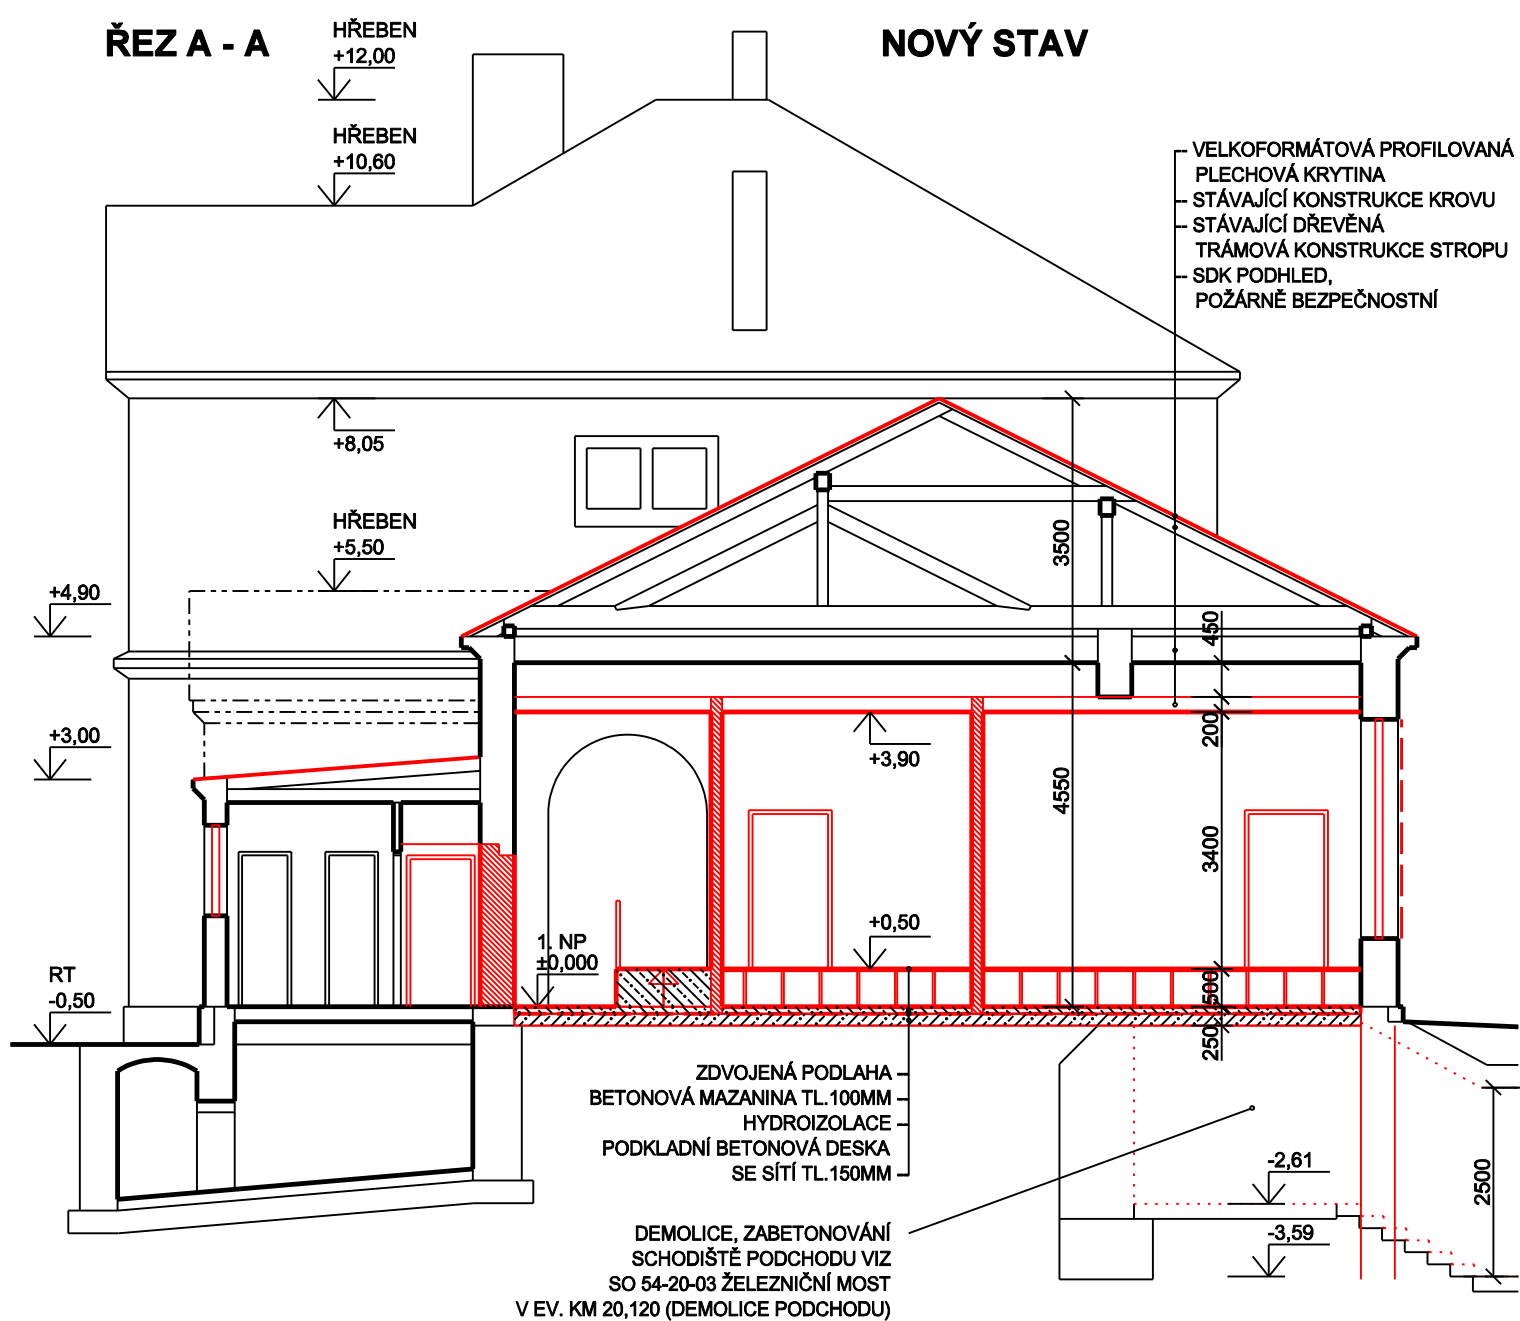 ŘEZ A - A
NOVÝ STAV
HŘEBEN
+12,00
HŘEBEN
+10,60
VELKOFORMÁTOVÁ PROFILOVANÁ
PLECHOVÁ KRYTINA
STÁVAJÍCÍ KONSTRUKCE KROVU
STÁVAJÍCÍ DŘEVĚNÁ
TRÁMOVÁ KONSTRUKCE STROPU
SDK PODHLED,
POŽÁRNĚ BEZPEČNOSTNÍ
+8,05
HŘEBEN
+5,50
3500
+4,90
450
+3,00
200
+3,90
4550
3400
+0,50
1. NP
±0,000
RT
-0,50
500
250
ZDVOJENÁ PODLAHA
BETONOVÁ MAZANINA TL.100MM
HYDROIZOLACE
PODKLADNÍ BETONOVÁ DESKA
SE SÍTÍ TL.150MM
-2,61
2500
-3,59
DEMOLICE, ZABETONOVÁNÍ
SCHODIŠTĚ PODCHODU VIZ
SO 54-20-03 ŽELEZNIČNÍ MOST
V EV. KM 20,120 (DEMOLICE PODCHODU)